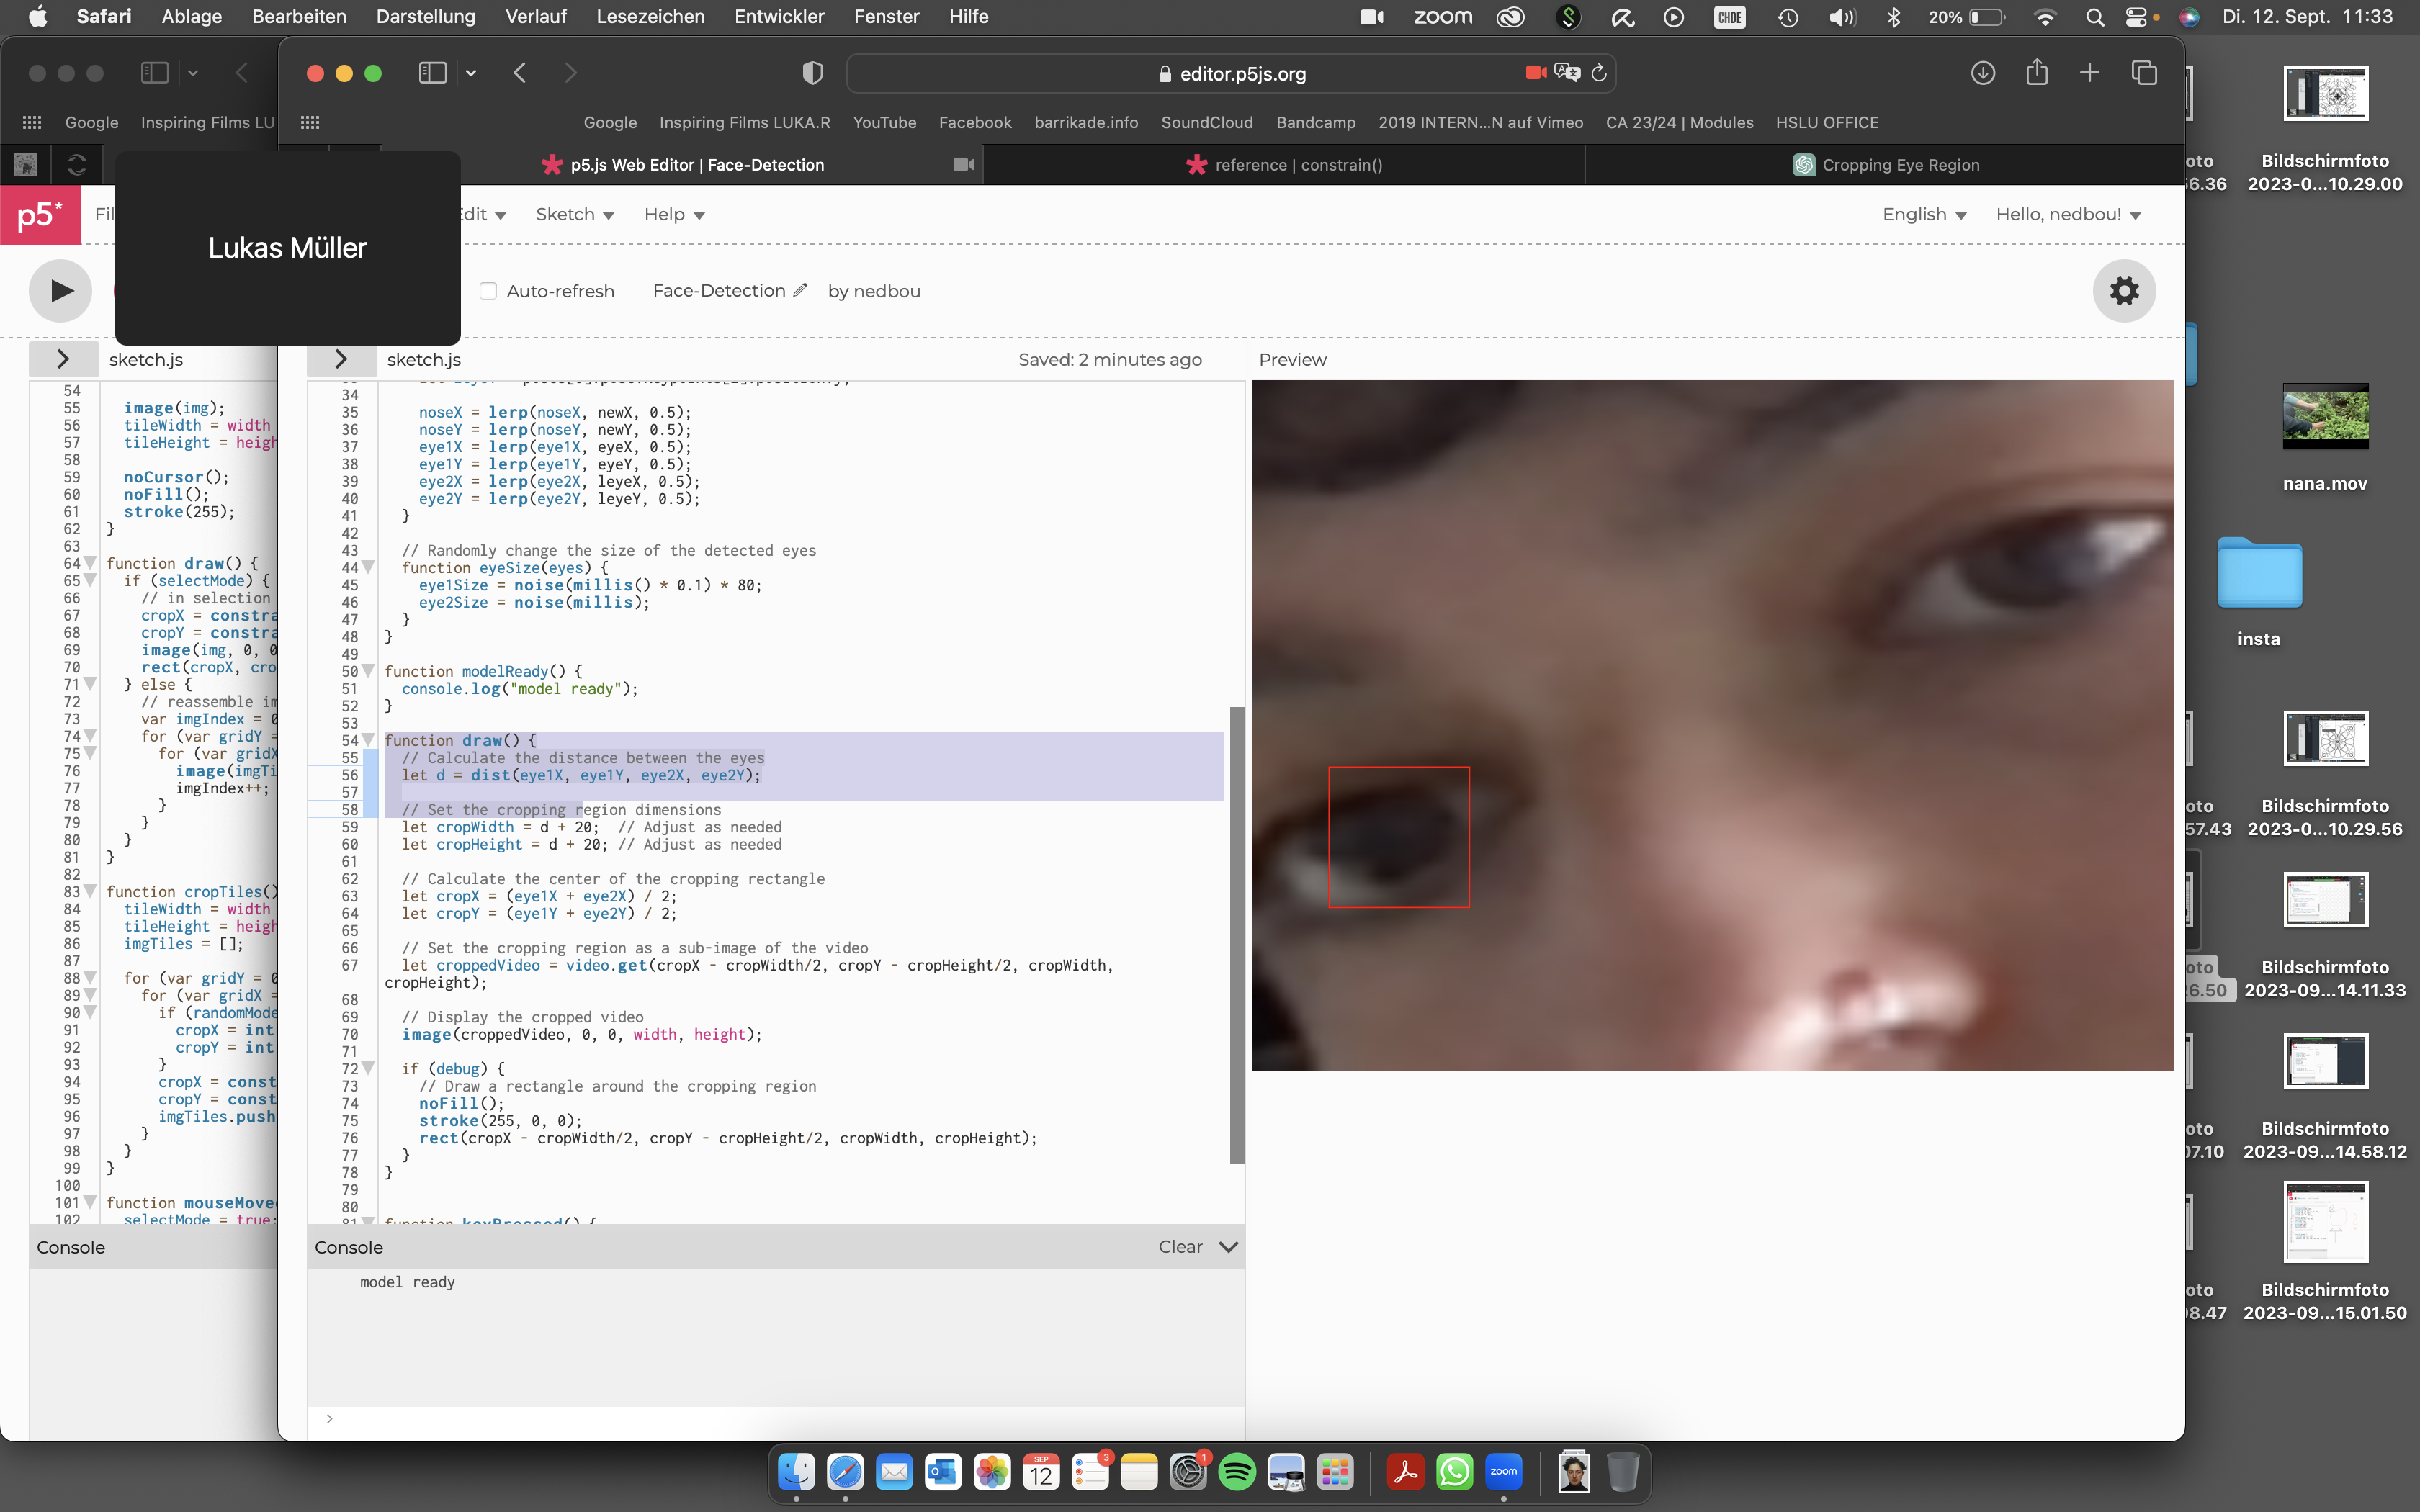 Safari Ablage Bearbeiten Darstellung Verlauf Lesezeichen Entwickler Fenster Hilfe
zoom CHDE 20% Di. 12. Sept. 11:33
editor.p5js.org
Google Inspiring Films LU
Google Inspiring Films LUKA.R YouTube Facebook barrikade.info SoundCloud Bandcamp 2019 INTERN...N auf Vimeo CA 23/24 | Modules HSLU OFFICE
p5.js Web Editor | Face-Detection
reference | constrain()
Cropping Eye Region
p5* Fil
Lukas Müller
Edit Sketch Help English Hello, nedbou!
Auto-refresh Face-Detection by nedbou
sketch.js
54
55 image(img);
56 tileWidth = width
57 tileHeight = heigh
58
59 noCursor();
60 noFill();
61 stroke(255);
62 }
63
64 function draw() {
65 if (selectMode) {
66 // in selection
67 cropX = constra
68 cropY = constra
69 image(img, 0, 0
70 rect(cropX, cro
71 } else {
72 // reassemble im
73 var imgIndex = 0
74 for (var gridY =
75 for (var gridX
76 image(imgTi
77 imgIndex++;
78 }
79 }
80 }
81 }
82
83 function cropTiles()
84 tileWidth = width
85 tileHeight = heigh
86 imgTiles = [];
87
88 for (var gridY = 0
89 for (var gridX =
90 if (randomMode
91 cropX = int
92 cropY = int
93 }
94 cropX = const
95 cropY = const
96 imgTiles.push
97 }
98 }
99 }
100
101 function mouseMove
102 selectMode = true;
Console
sketch.js Saved: 2 minutes ago Preview
34
35 noseX = lerp(noseX, newX, 0.5);
36 noseY = lerp(noseY, newY, 0.5);
37 eye1X = lerp(eye1X, eyeX, 0.5);
38 eye1Y = lerp(eye1Y, eyeY, 0.5);
39 eye2X = lerp(eye2X, leyeX, 0.5);
40 eye2Y = lerp(eye2Y, leyeY, 0.5);
41 }
42
43 // Randomly change the size of the detected eyes
44 function eyeSize(eyes) {
45 eye1Size = noise(millis() * 0.1) * 80;
46 eye2Size = noise(millis);
47 }
48 }
49
50 function modelReady() {
51 console.log("model ready");
52 }
53
54 function draw() {
55 // Calculate the distance between the eyes
56 let d = dist(eye1X, eye1Y, eye2X, eye2Y);
57
58 // Set the cropping region dimensions
59 let cropWidth = d + 20; // Adjust as needed
60 let cropHeight = d + 20; // Adjust as needed
61
62 // Calculate the center of the cropping rectangle
63 let cropX = (eye1X + eye2X) / 2;
64 let cropY = (eye1Y + eye2Y) / 2;
65
66 // Set the cropping region as a sub-image of the video
67 let croppedVideo = video.get(cropX - cropWidth/2, cropY - cropHeight/2, cropWidth,
cropHeight);
68
69 // Display the cropped video
70 image(croppedVideo, 0, 0, width, height);
71
72 if (debug) {
73 // Draw a rectangle around the cropping region
74 noFill();
75 stroke(255, 0, 0);
76 rect(cropX - cropWidth/2, cropY - cropHeight/2, cropWidth, cropHeight);
77 }
78 }
79
80
81 function keyPressed() {
Console Clear
model ready
oto
56.36
Bildschirmfoto
2023-0...10.29.00
nana.mov
insta
oto
57.43
Bildschirmfoto
2023-0...10.29.56
oto
26.50
Bildschirmfoto
2023-09...14.11.33
oto
07.10
Bildschirmfoto
2023-09...14.58.12
oto
08.47
Bildschirmfoto
2023-09...15.01.50
SEP
12
3
1
zoom